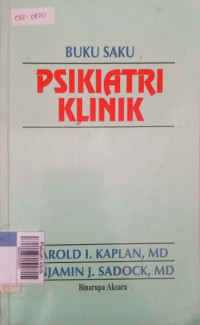 BUKU SAKU
PSIKIATRI
KLINIK
AROLD I. KAPLAN, MD
NJAMIN J. SADOCK, MD
Binarupa Aksara